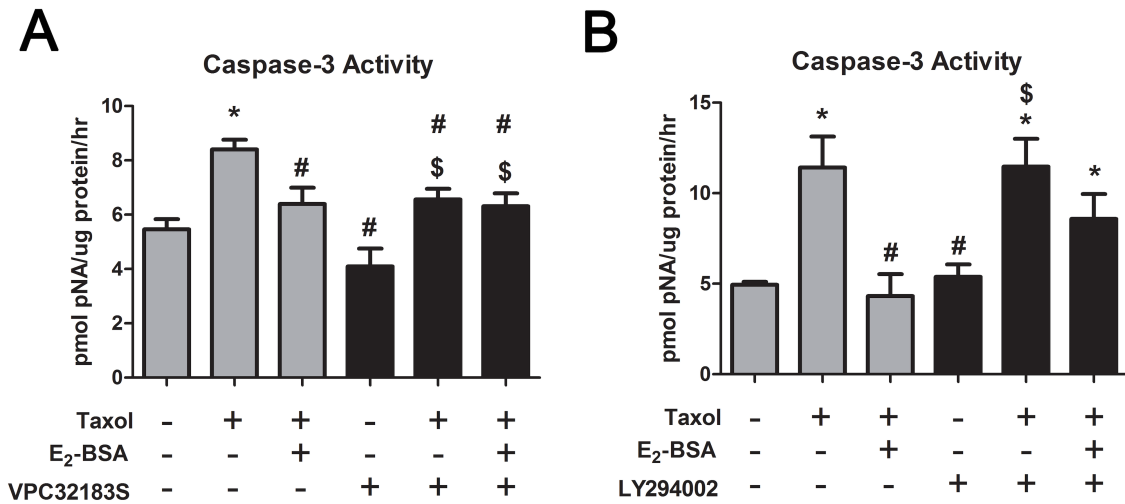 A
Caspase-3 Activity
pmol pNA/ug protein/hr
10
8
6
4
2
0
*
#
#
# #
$ $
Taxol - + + - + +
E2-BSA - - + - - +
VPC32183S - - - + + +
B
Caspase-3 Activity
pmol pNA/ug protein/hr
15
10
5
0
*
#
#
$
*
*
Taxol - + + - + +
E2-BSA - - + - - +
LY294002 - - - + + +